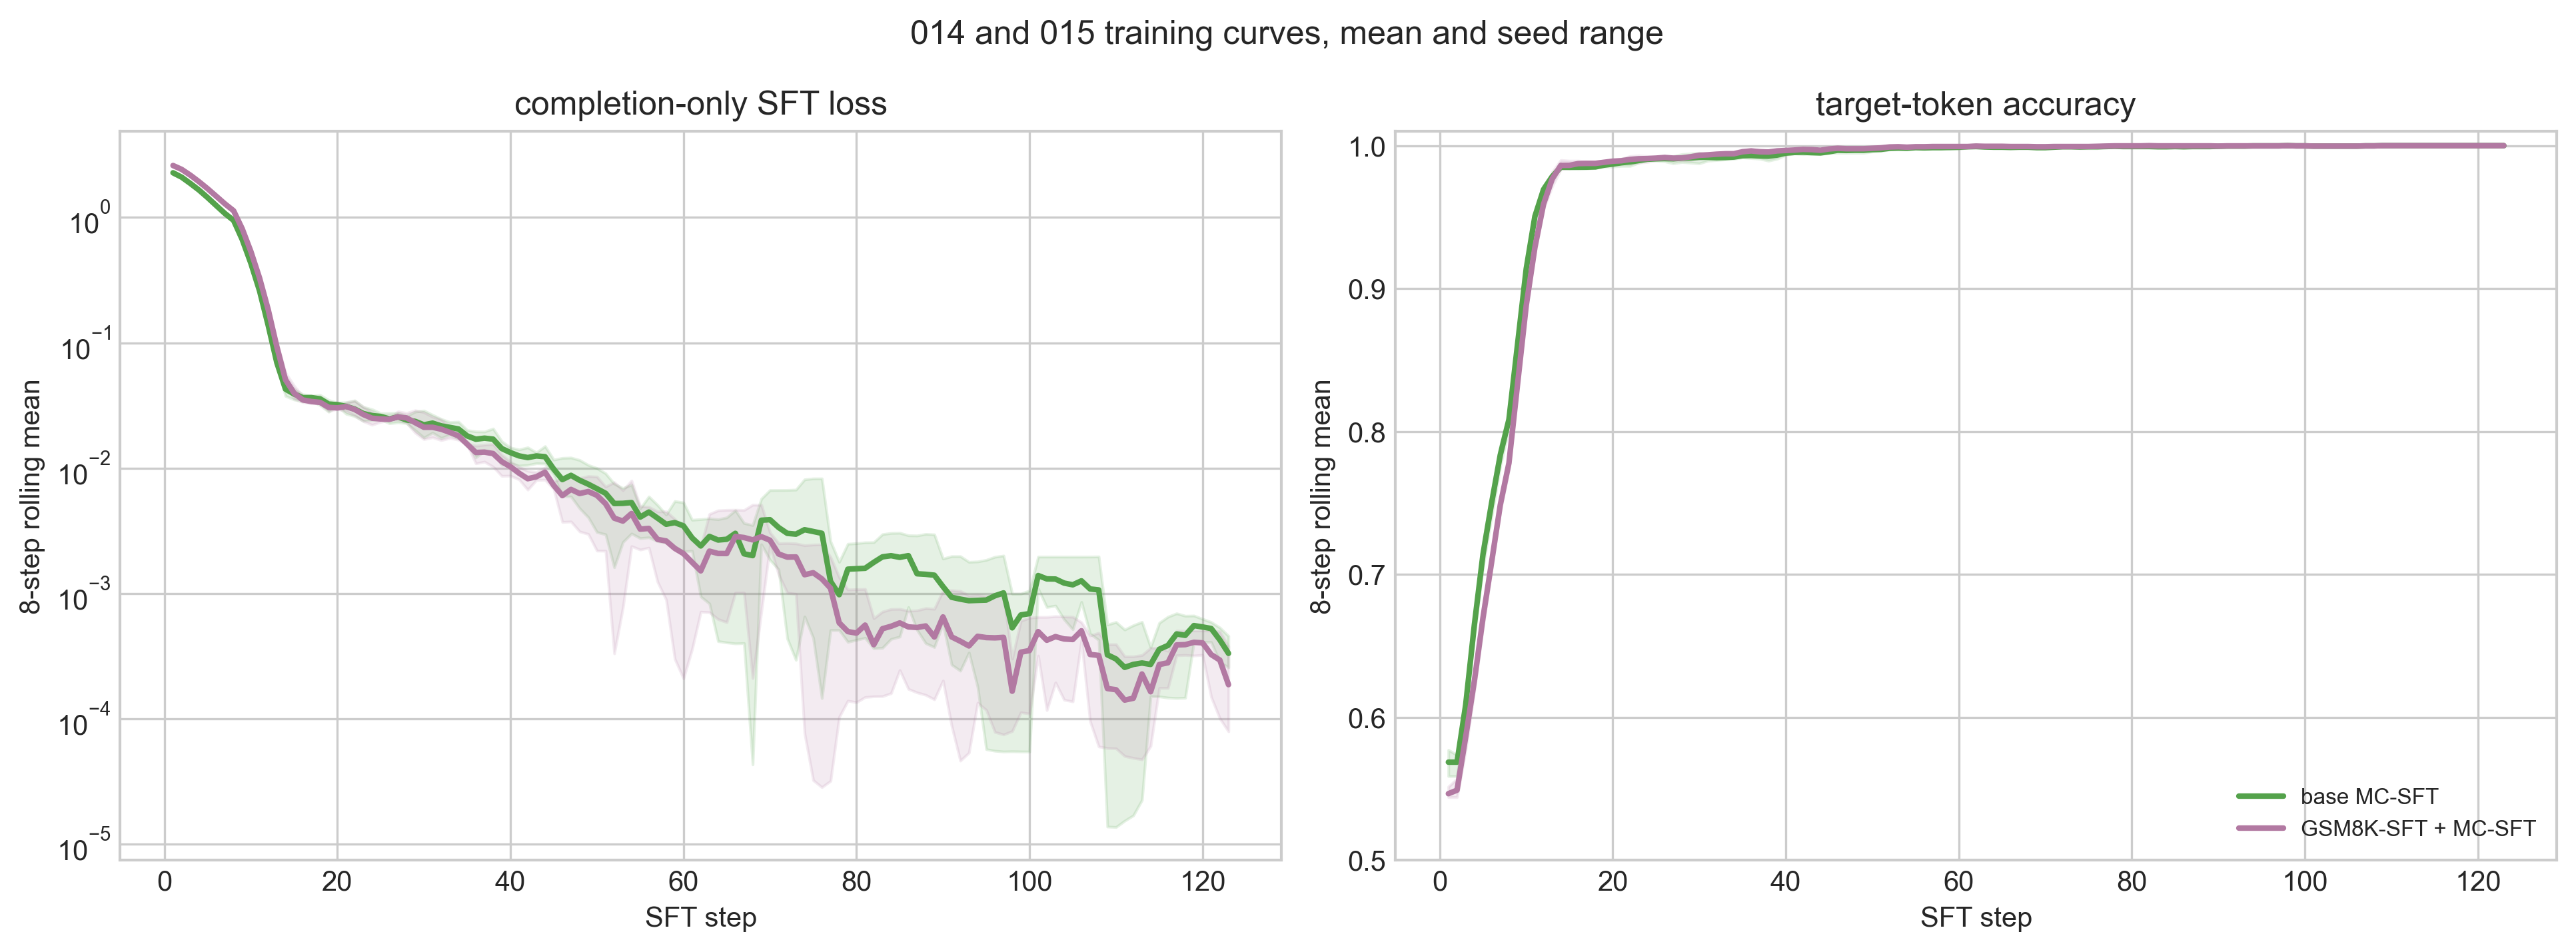 014 and 015 training curves, mean and seed range
completion-only SFT loss
8-step rolling mean
10⁰
10⁻¹
10⁻²
10⁻³
10⁻⁴
10⁻⁵
0 20 40 60 80 100 120
SFT step
target-token accuracy
8-step rolling mean
1.0
0.9
0.8
0.7
0.6
0.5
base MC-SFT
GSM8K-SFT + MC-SFT
0 20 40 60 80 100 120
SFT step